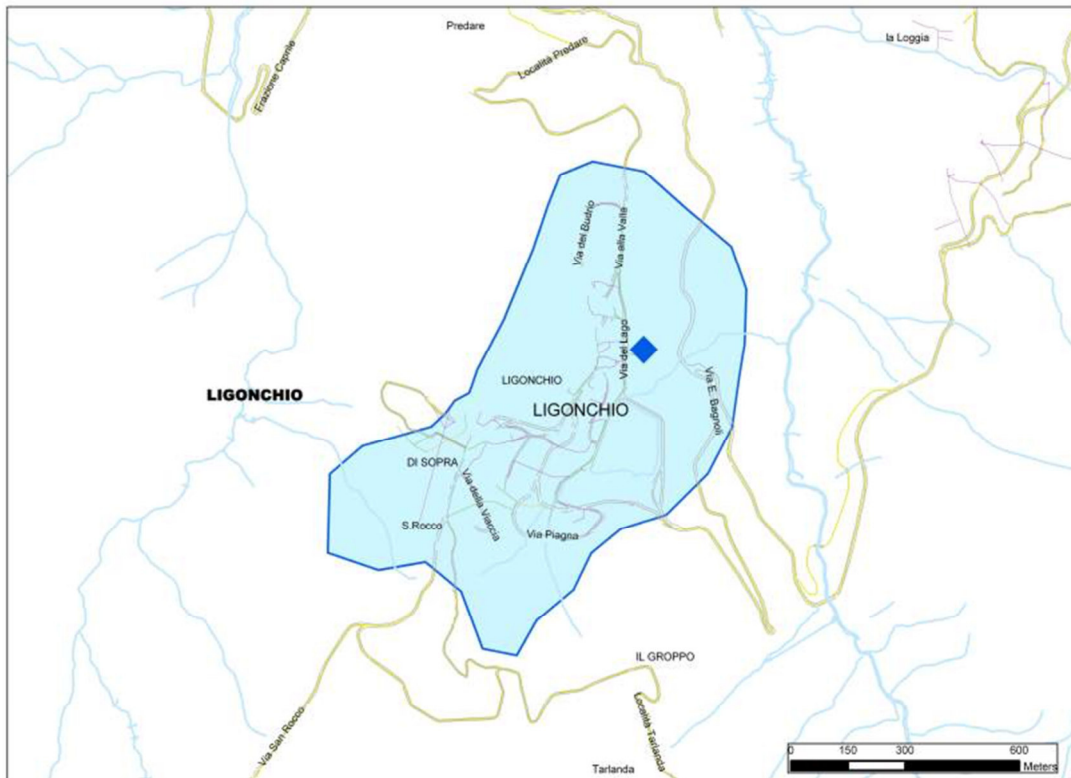 Predare
la Loggia
Località Predare
Frazione Caprile
Via del Budrio
Via alla Valle
Via del Lago
LIGONCHIO
LIGONCHIO
LIGONCHIO
Via E. Bagnoli
DI SOPRA
Via della Viaccia
S.Rocco
Via Piagna
IL GROPPO
Via San Rocco
Località Tarlanda
Tarlanda
0 150 300 600
Meters